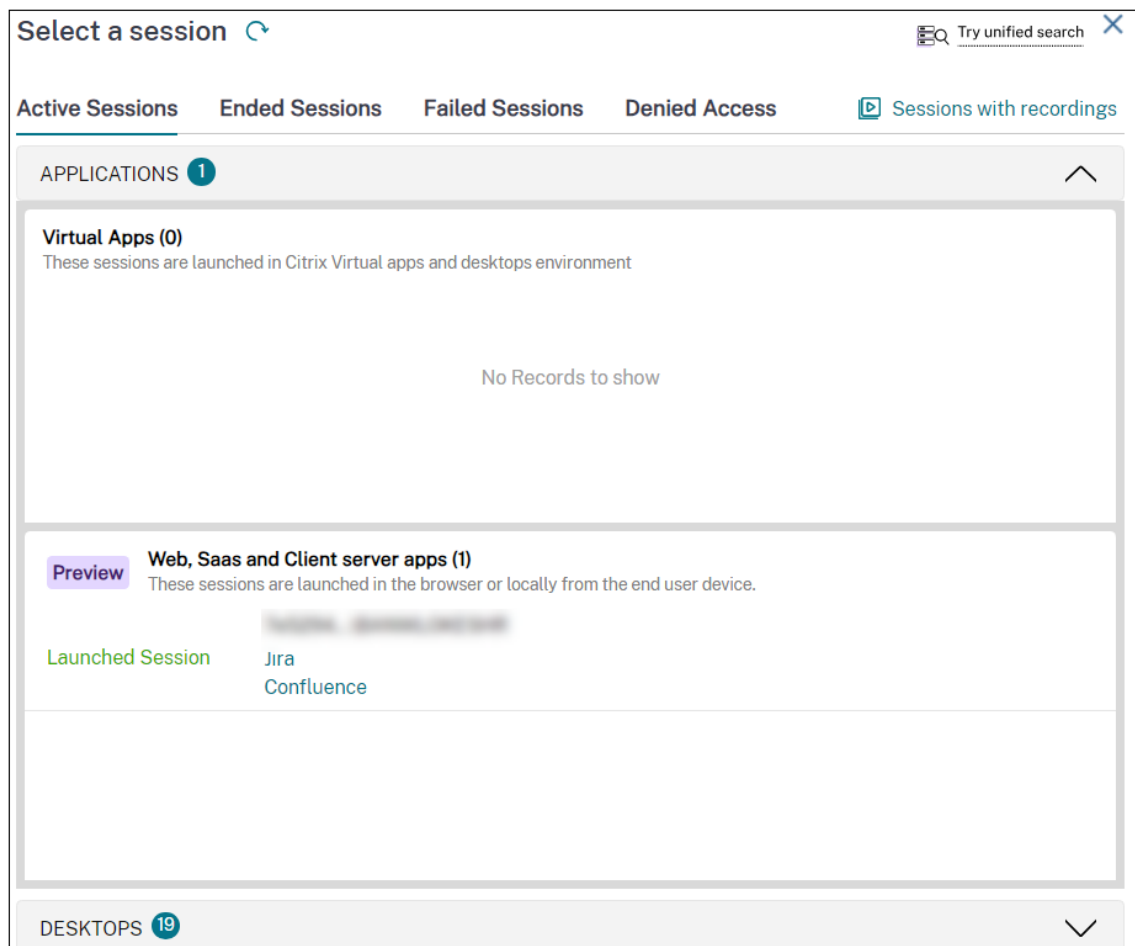 Select a session
Try unified search
Active Sessions Ended Sessions Failed Sessions Denied Access Sessions with recordings
APPLICATIONS 1
Virtual Apps (0)
These sessions are launched in Citrix Virtual apps and desktops environment
No Records to show
Preview
Web, Saas and Client server apps (1)
These sessions are launched in the browser or locally from the end user device.
Launched Session
Jira
Confluence
DESKTOPS 19